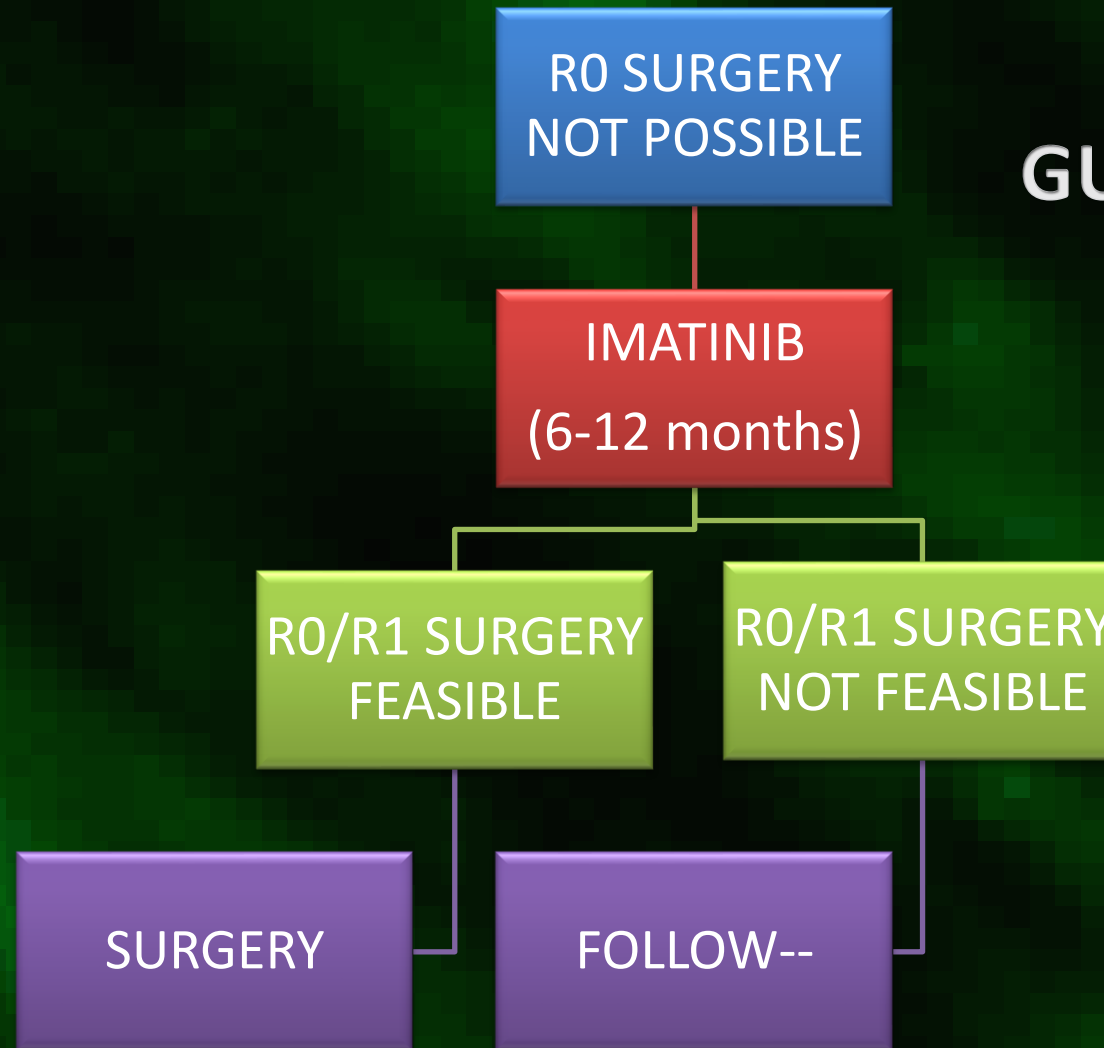 R0 SURGERY
NOT POSSIBLE
GU
IMATINIB
(6-12 months)
R0/R1 SURGERY
FEASIBLE
R0/R1 SURGERY
NOT FEASIBLE
SURGERY
FOLLOW--